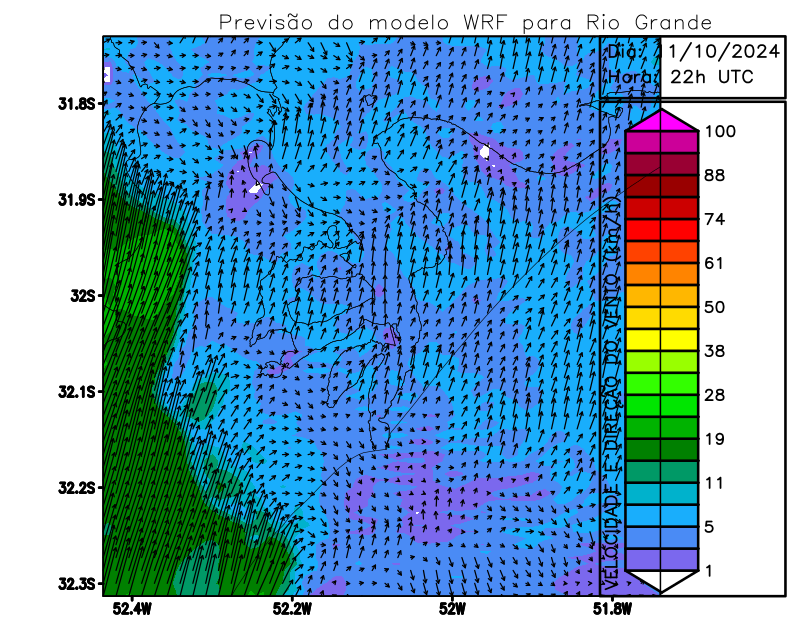 Previsão do modelo WRF para Rio Grande
Dia: 11/10/2024
Hora: 22h UTC
31.8S
31.9S
32S
32.1S
32.2S
32.3S
52.4W
52.2W
52W
51.8W
VELOCIDADE E DIREÇÃO DO VENTO (km/h)
100
88
74
61
50
38
28
19
11
5
1